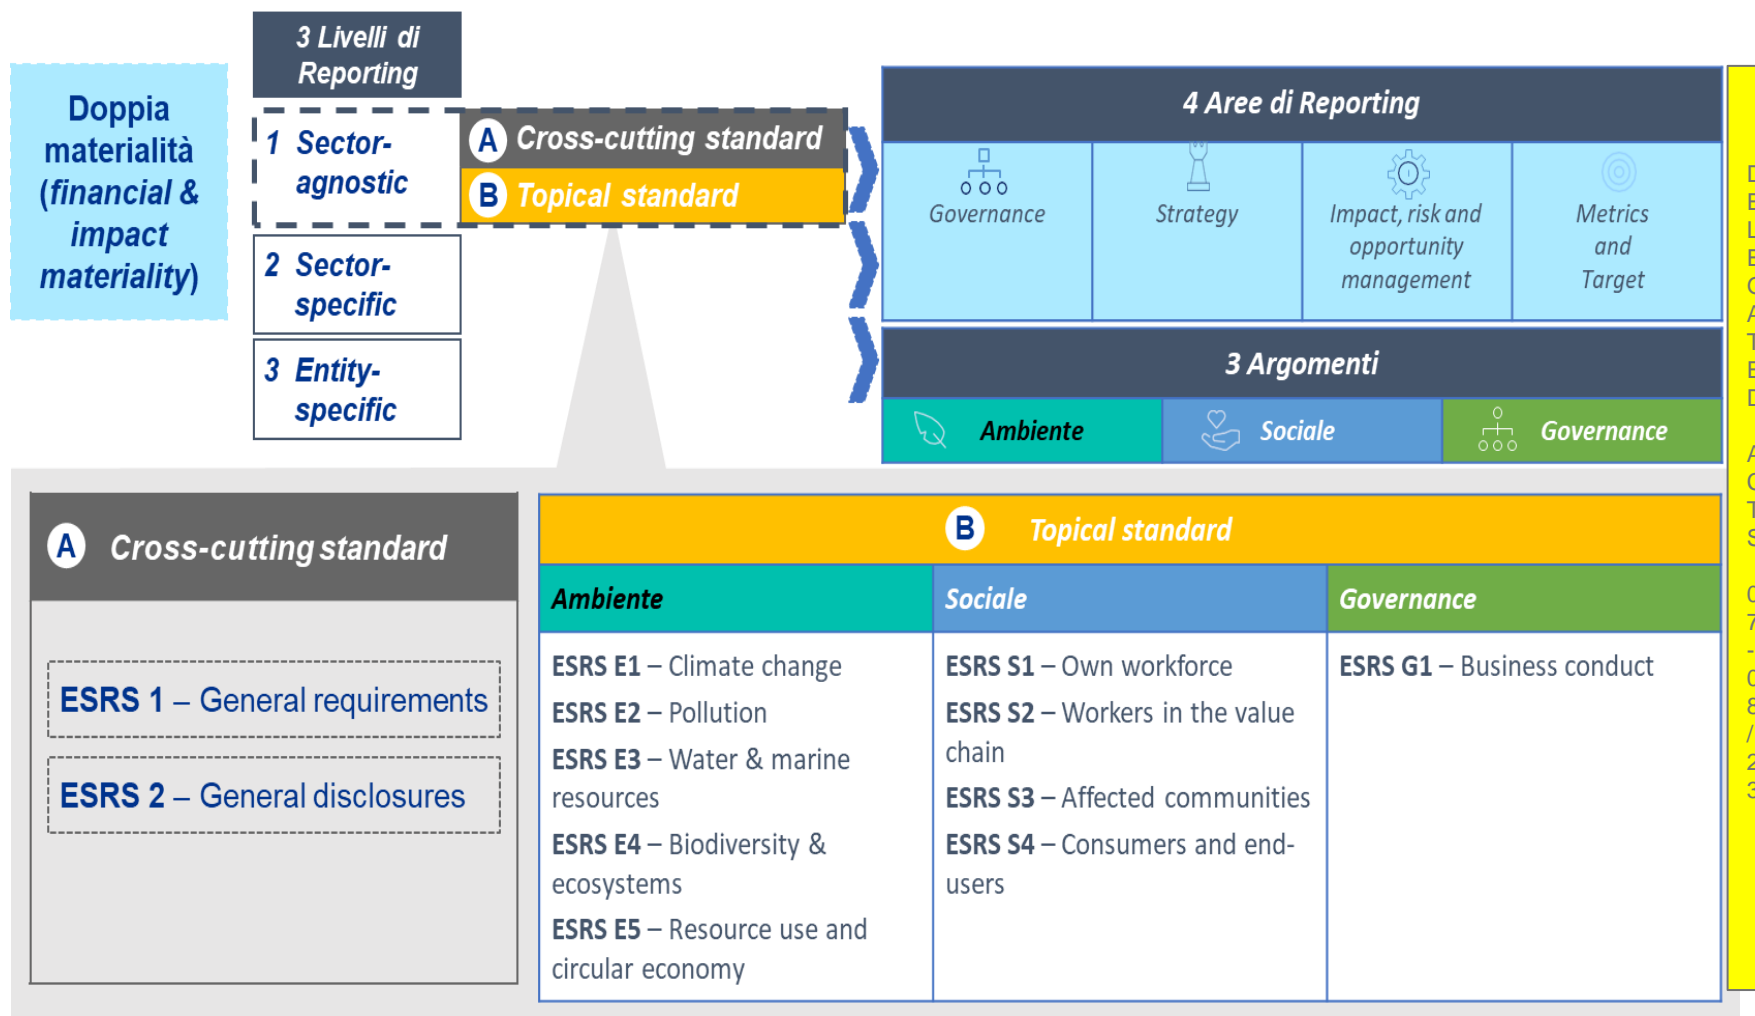 3 Livelli di
Reporting
Doppia
materialità
(financial &
impact
materiality)
1 Sector-
agnostic
A Cross-cutting standard
B Topical standard
2 Sector-
specific
3 Entity-
specific
4 Aree di Reporting
Governance
Strategy
Impact, risk and
opportunity
management
Metrics
and
Target
3 Argomenti
Ambiente
Sociale
Governance
A Cross-cutting standard
ESRS 1 – General requirements
ESRS 2 – General disclosures
B Topical standard
Ambiente
ESRS E1 – Climate change
ESRS E2 – Pollution
ESRS E3 – Water & marine
resources
ESRS E4 – Biodiversity &
ecosystems
ESRS E5 – Resource use and
circular economy
Sociale
ESRS S1 – Own workforce
ESRS S2 – Workers in the value
chain
ESRS S3 – Affected communities
ESRS S4 – Consumers and end-
users
Governance
ESRS G1 – Business conduct